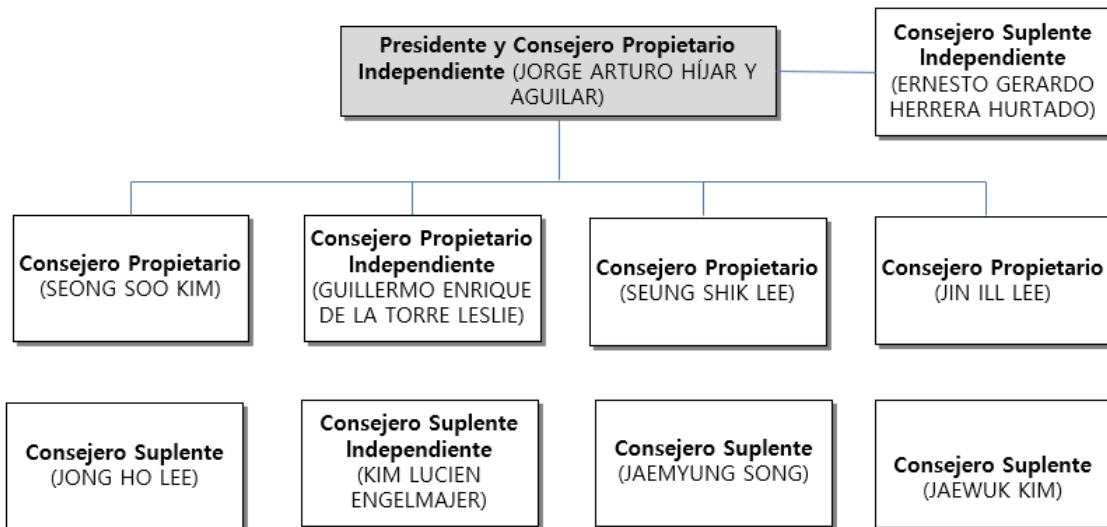 Presidente y Consejero Propietario
Independiente (JORGE ARTURO HÍJAR Y
AGUILAR)
Consejero Suplente
Independiente
(ERNESTO GERARDO
HERRERA HURTADO)
Consejero Propietario
(SEONG SOO KIM)
Consejero Propietario
Independiente
(GUILLERMO ENRIQUE
DE LA TORRE LESLIE)
Consejero Propietario
(SEUNG SHIK LEE)
Consejero Propietario
(JIN ILL LEE)
Consejero Suplente
(JONG HO LEE)
Consejero Suplente
Independiente
(KIM LUCIEN
ENGELMAJER)
Consejero Suplente
(JAEMYUNG SONG)
Consejero Suplente
(JAEWUK KIM)